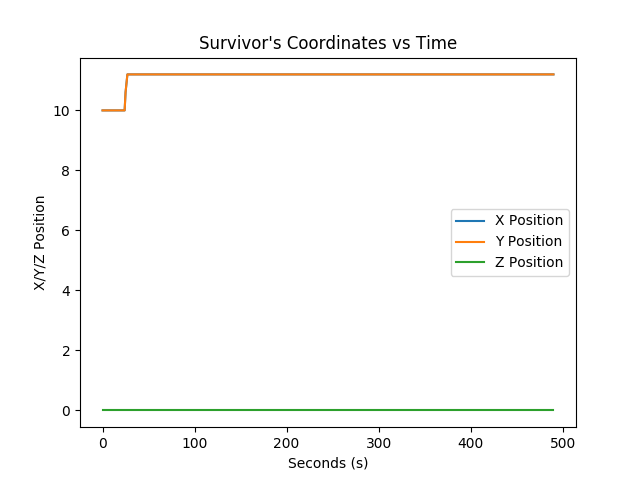 Survivor's Coordinates vs Time
X/Y/Z Position
10
8
6
4
2
0
X Position
Y Position
Z Position
0 100 200 300 400 500
Seconds (s)